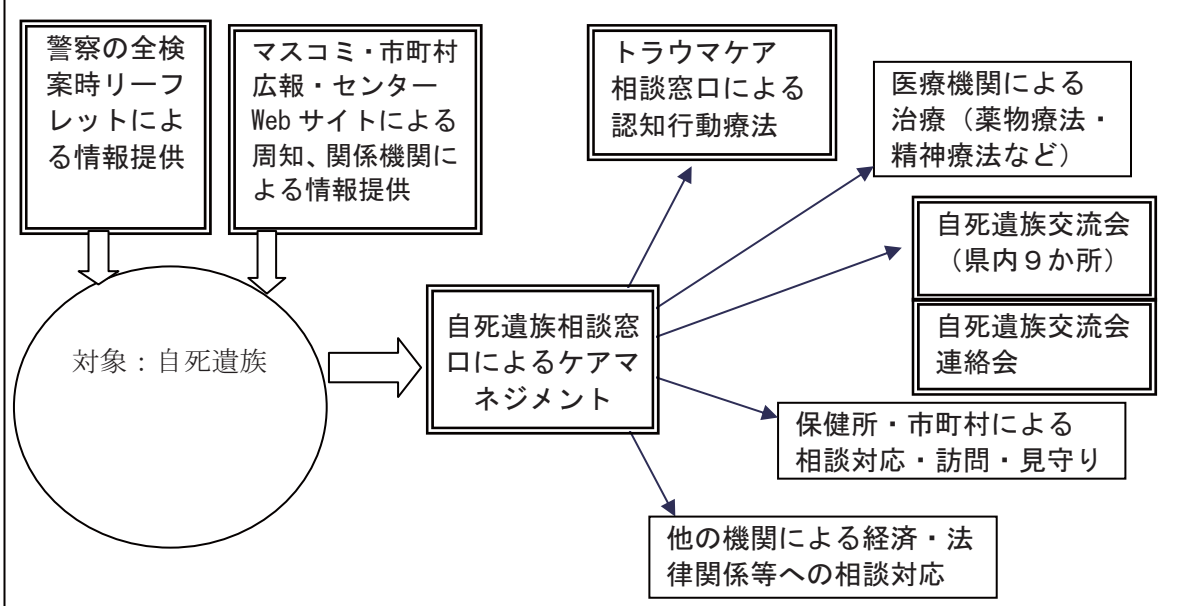 警察の全検
案時リーフ
レットによ
る情報提供
マスコミ・市町村
広報・センター
Web サイトによる
周知、関係機関に
よる情報提供
トラウマケア
相談窓口による
認知行動療法
医療機関による
治療（薬物療法・
精神療法など）
自死遺族交流会
（県内９か所）
自死遺族交流会
連絡会
対象：自死遺族
自死遺族相談窓
口によるケアマ
ネジメント
保健所・市町村による
相談対応・訪問・見守り
他の機関による経済・法
律関係等への相談対応